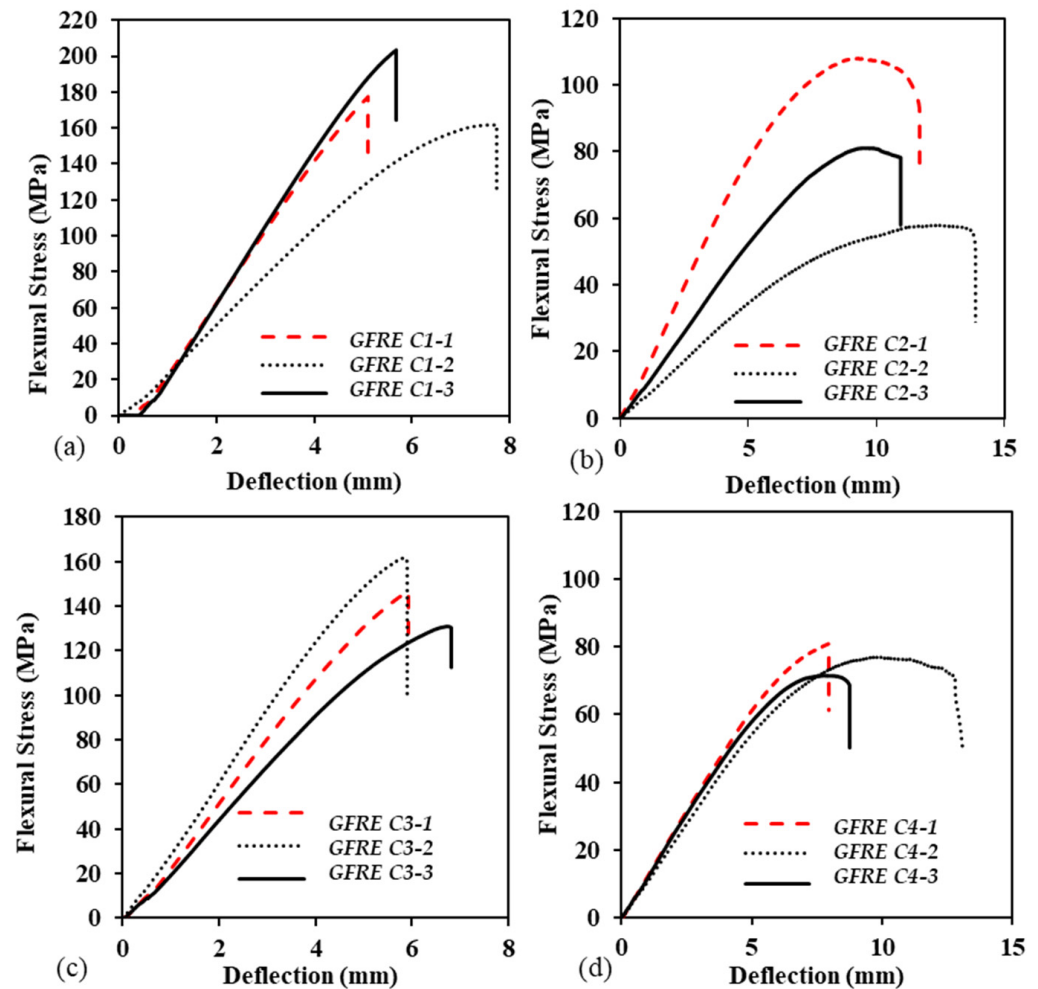 220
200
180
160
140
120
100
80
60
40
20
0
Flexural Stress (MPa)
GFRE C1-1
GFRE C1-2
GFRE C1-3
0 2 4 6 8
(a)
Deflection (mm)
120
100
80
60
40
20
0
Flexural Stress (MPa)
GFRE C2-1
GFRE C2-2
GFRE C2-3
0 5 10 15
(b)
Deflection (mm)
180
160
140
120
100
80
60
40
20
0
Flexural Stress (MPa)
GFRE C3-1
GFRE C3-2
GFRE C3-3
0 2 4 6 8
(c)
Deflection (mm)
120
100
80
60
40
20
0
Flexural Stress (MPa)
GFRE C4-1
GFRE C4-2
GFRE C4-3
0 5 10 15
(d)
Deflection (mm)